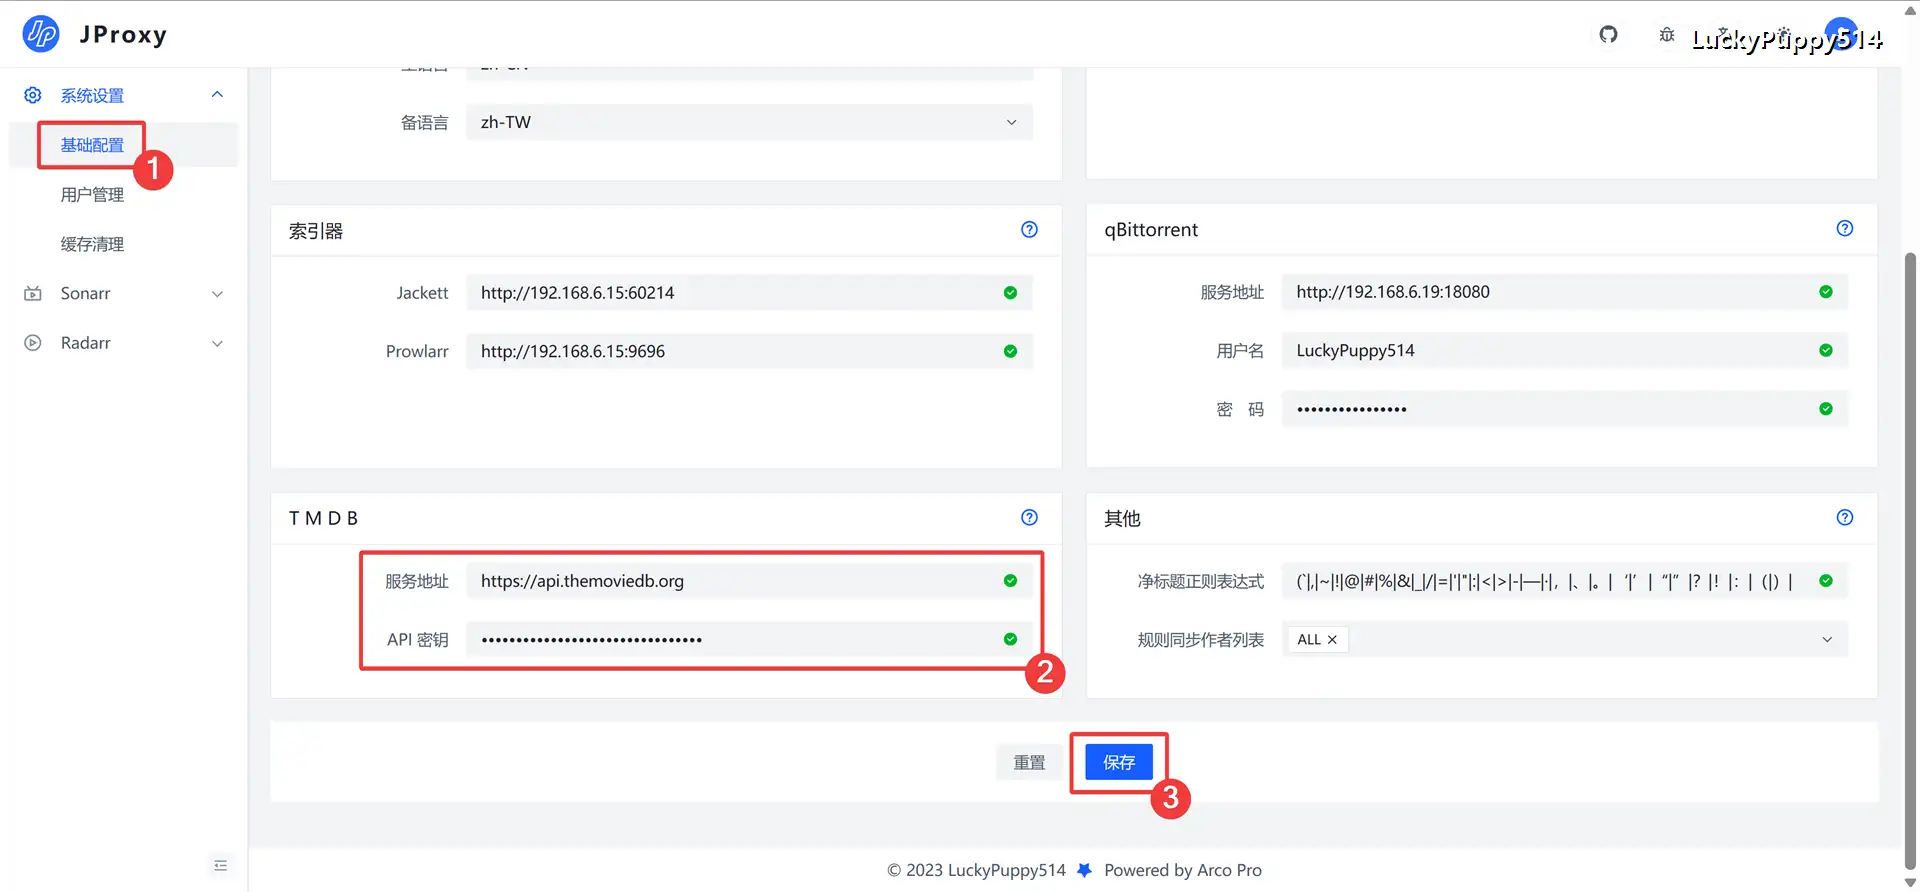 JProxy
LuckyPuppy514
系统设置
基础配置
1
用户管理
缓存清理
Sonarr
Radarr
备语言
zh-TW
索引器
Jackett
http://192.168.6.15:60214
Prowlarr
http://192.168.6.15:9696
qBittorrent
服务地址
http://192.168.6.19:18080
用户名
LuckyPuppy514
密 码
••••••••••••••••
T M D B
服务地址
https://api.themoviedb.org
API 密钥
••••••••••••••••••••••••••••••••
2
其他
净标题正则表达式
(`|,|~|!|@|#|%|&|_|/|=|'|"|:|<|>|-|—|·|，|、|。|‘|’|“|”|？|！|：|（|）|
规则同步作者列表
ALL ×
重置
保存
3
© 2023 LuckyPuppy514
Powered by Arco Pro